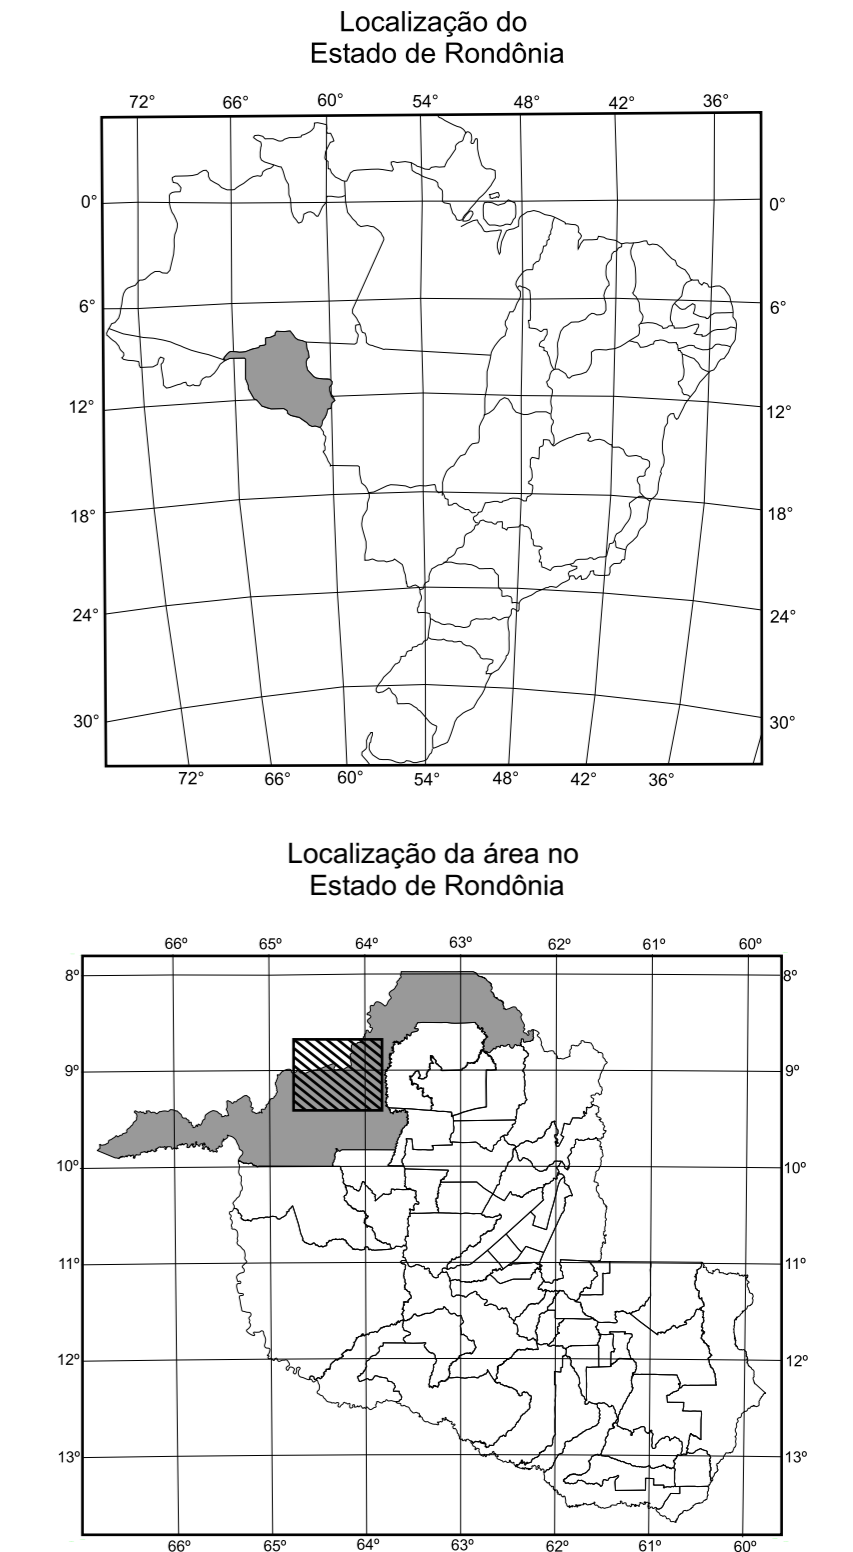 Localização do
Estado de Rondônia
72° 66° 60° 54° 48° 42° 36°
0° 0°
6° 6°
12° 12°
18° 18°
24° 24°
30° 30°
72° 66° 60° 54° 48° 42° 36°
Localização da área no
Estado de Rondônia
66º 65º 64º 63º 62º 61º 60º
8º 8º
9º 9º
10º 10º
11º 11º
12º 12º
13º 13º
66º 65º 64º 63º 62º 61º 60º